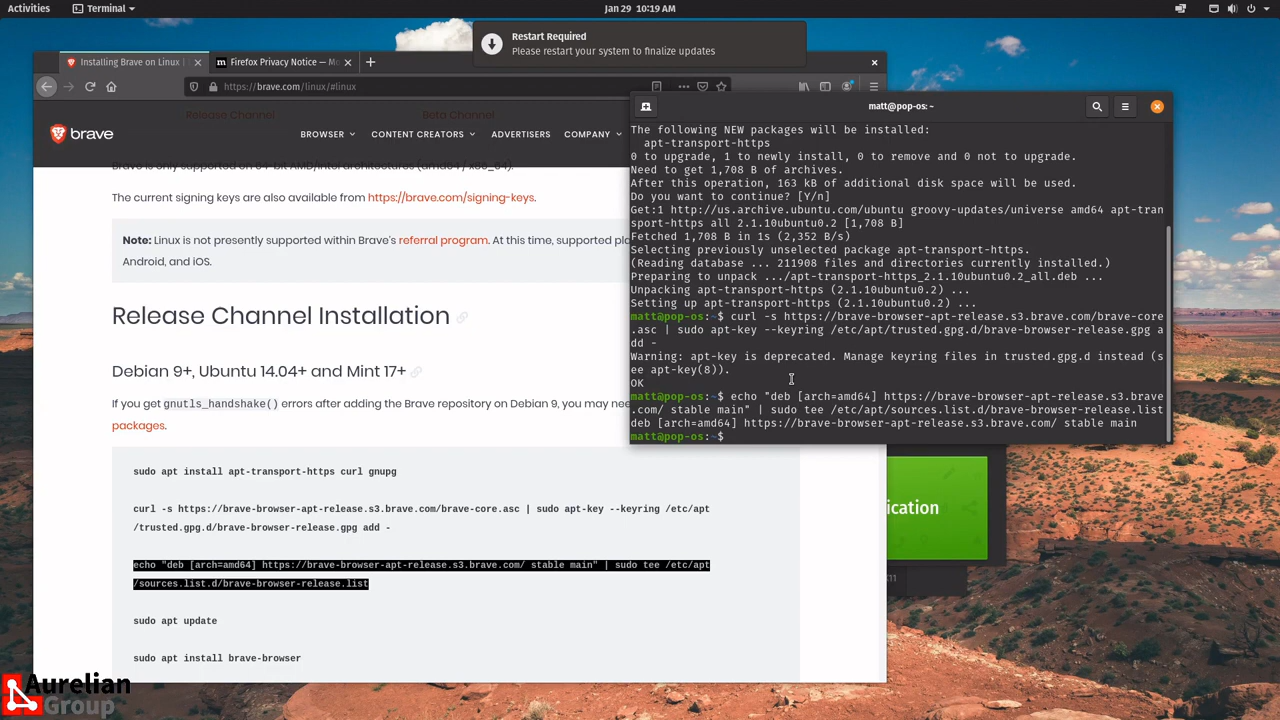 Activities
Terminal
Jan 29 10:19 AM
Restart Required
Please restart your system to finalize updates
Installing Brave on Linux |
Firefox Privacy Notice — Mo
https://brave.com/linux/#linux
Release Channel
Beta Channel
brave
BROWSER
CONTENT CREATORS
ADVERTISERS
COMPANY
Brave is only supported on 64-bit AMD/Intel architectures (amd64 / x86_64).
The current signing keys are also available from https://brave.com/signing-keys.
Note: Linux is not presently supported within Brave's referral program. At this time, supported pla
Android, and iOS.
Release Channel Installation
Debian 9+, Ubuntu 14.04+ and Mint 17+
If you get gnutls_handshake() errors after adding the Brave repository on Debian 9, you may nee
packages.
sudo apt install apt-transport-https curl gnupg
curl -s https://brave-browser-apt-release.s3.brave.com/brave-core.asc | sudo apt-key --keyring /etc/apt
/trusted.gpg.d/brave-browser-release.gpg add -
echo "deb [arch=amd64] https://brave-browser-apt-release.s3.brave.com/ stable main" | sudo tee /etc/apt
/sources.list.d/brave-browser-release.list
sudo apt update
sudo apt install brave-browser
matt@pop-os: ~
The following NEW packages will be installed:
apt-transport-https
0 to upgrade, 1 to newly install, 0 to remove and 0 not to upgrade.
Need to get 1,708 B of archives.
After this operation, 163 kB of additional disk space will be used.
Do you want to continue? [Y/n]
Get:1 http://us.archive.ubuntu.com/ubuntu groovy-updates/universe amd64 apt-tran
sport-https all 2.1.10ubuntu0.2 [1,708 B]
Fetched 1,708 B in 1s (2,352 B/s)
Selecting previously unselected package apt-transport-https.
(Reading database ... 211908 files and directories currently installed.)
Preparing to unpack .../apt-transport-https_2.1.10ubuntu0.2_all.deb ...
Unpacking apt-transport-https (2.1.10ubuntu0.2) ...
Setting up apt-transport-https (2.1.10ubuntu0.2) ...
matt@pop-os:~$ curl -s https://brave-browser-apt-release.s3.brave.com/brave-core
.asc | sudo apt-key --keyring /etc/apt/trusted.gpg.d/brave-browser-release.gpg a
dd -
Warning: apt-key is deprecated. Manage keyring files in trusted.gpg.d instead (s
ee apt-key(8)).
OK
matt@pop-os:~$ echo "deb [arch=amd64] https://brave-browser-apt-release.s3.brave
.com/ stable main" | sudo tee /etc/apt/sources.list.d/brave-browser-release.list
deb [arch=amd64] https://brave-browser-apt-release.s3.brave.com/ stable main
matt@pop-os:~$
ication
11
Aurelian
Group